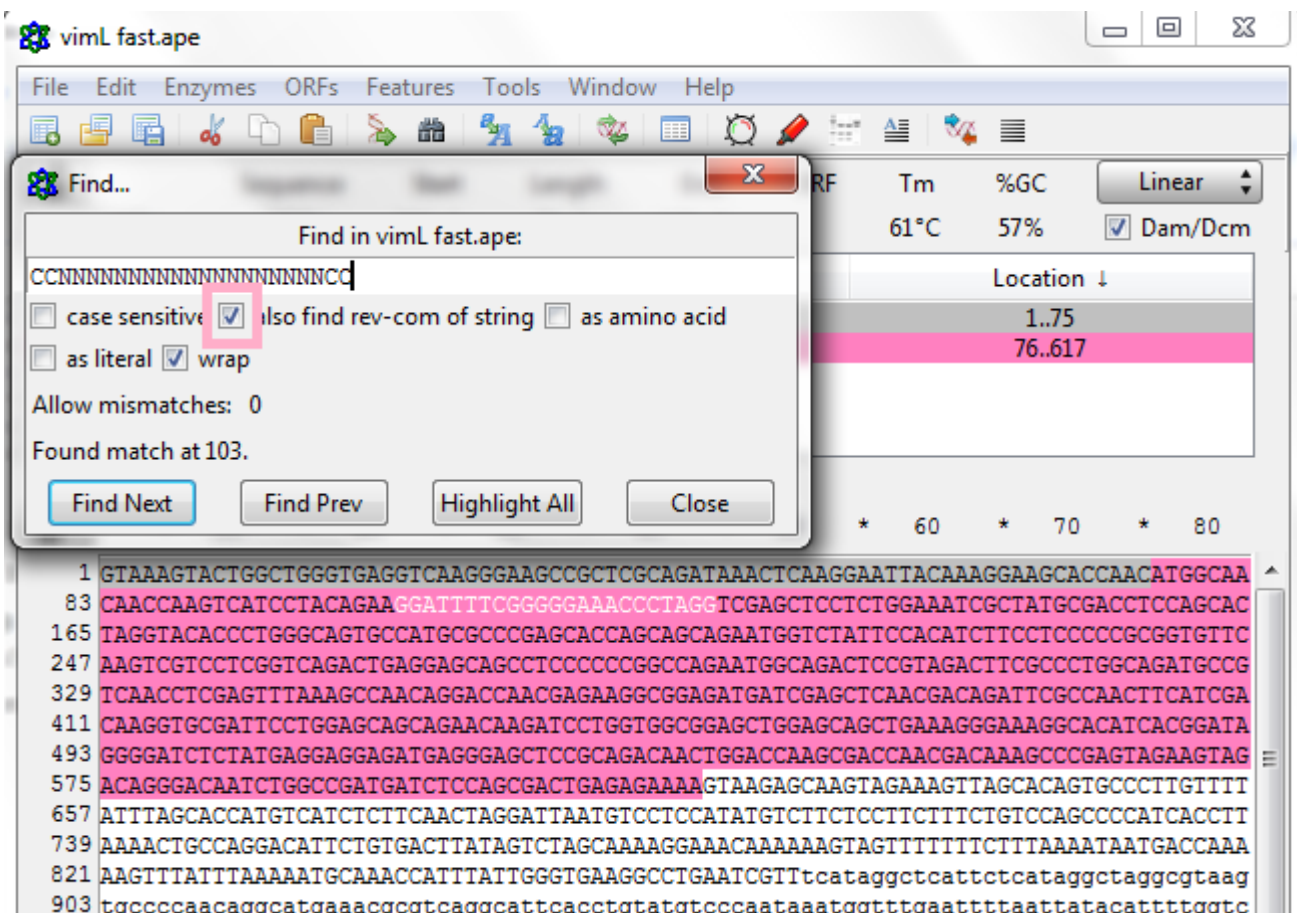 vimL fast.ape
File Edit Enzymes ORFs Features Tools Window Help
Find...
RF Tm %GC Linear
61°C 57% Dam/Dcm
Find in vimL fast.ape:
CCNNNNNNNNNNNNNNNNNNNCC
Location ↓
case sensitive also find rev-com of string as amino acid
1..75
as literal wrap
76..617
Allow mismatches: 0
Found match at 103.
Find Next Find Prev Highlight All Close
* 60 * 70 * 80
1 GTAAAGTACTGGCTGGGTGAGGTCAAGGGAAGCCGCTCGCAGATAAACTCAAGGAATTACAAAGGAAGCACCAACATGGCAA
83 CAACCAAGTCATCCTACAGAAGGATTTTCGGGGGAAACCCTAGGTCGAGCTCCTCTGGAAATCGCTATGCGACCTCCAGCAC
165 TAGGTACACCCTGGGCAGTGCCATGCGCCCGAGCACCAGCAGCAGAATGGTCTATTCCACATCTTCCTCCCCCGCGGTGTTC
247 AAGTCGTCCTCGGTCAGACTGAGGAGCAGCCTCCCCCCCGGCCAGAATGGCAGACTCCGTAGACTTCGCCCTGGCAGATGCCG
329 TCAACCTCGAGTTTAAAGCCAACAGGACCAACGAGAAGGCGGAGATGATCGAGCTCAACGACAGATTCGCCAACTTCATCGA
411 CAAGGTGCGATTCCTGGAGCAGCAGAACAAGATCCTGGTGGCGGAGCTGGAGCAGCTGAAAGGGAAAGGCACATCACGGATA
493 GGGGATCTCTATGAGGAGGAGATGAGGGAGCTCCGCAGACAACTGGACCAAGCGACCAACGACAAAGCCCGAGTAGAAGTAG
575 ACAGGGACAATCTGGCCGATGATCTCCAGCGACTGAGAGAAAAGTAAGAGCAAGTAGAAAGTTAGCACAGTGCCCTTGTTTT
657 ATTTAGCACCATGTCATCTCTTCAACTAGGATTAATGTCCTCCATATGTCTTCTCCTTCTTTCTGTCCAGCCCCATCACCTT
739 AAAACTGCCAGGACATTCTGTGACTTATAGTCTAGCAAAAGGAAACAAAAAAGTAGTTTTTTTCTTTAAAATAATGACCAAA
821 AAGTTTATTTAAAAATGCAAACCATTTATTGGGTGAAGGCCTGAATCGTTtcataggctcattctcataggctaggcgtaag
903 tgccccaacaggcatgaaacgcgtcaggcattcacctgtatgtcccaataaatggtttgaattttaattatacattttggtc